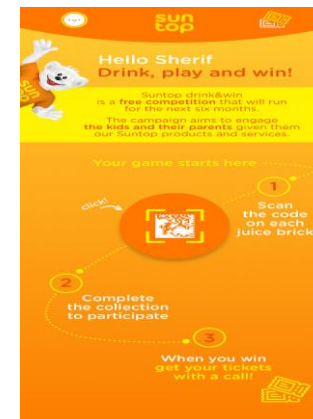 sun
top
Hello Sherif
Drink, play and win!
Suntop drink&win
is a free competition that will run
for the next six months.
The campaign aims to engage
the kids and their parents given them
our Suntop products and services.
Your game starts here
1
Scan
the code
on each
juice brick
click!
2
Complete
the collection
to participate
3
When you win
get your tickets
with a call!